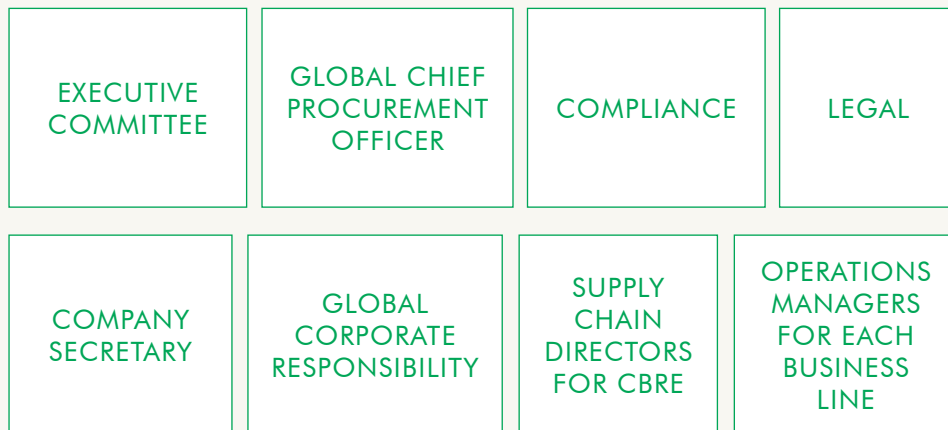 EXECUTIVE
COMMITTEE
GLOBAL CHIEF
PROCUREMENT
OFFICER
COMPLIANCE
LEGAL
COMPANY
SECRETARY
GLOBAL
CORPORATE
RESPONSIBILITY
SUPPLY
CHAIN
DIRECTORS
FOR CBRE
OPERATIONS
MANAGERS
FOR EACH
BUSINESS
LINE